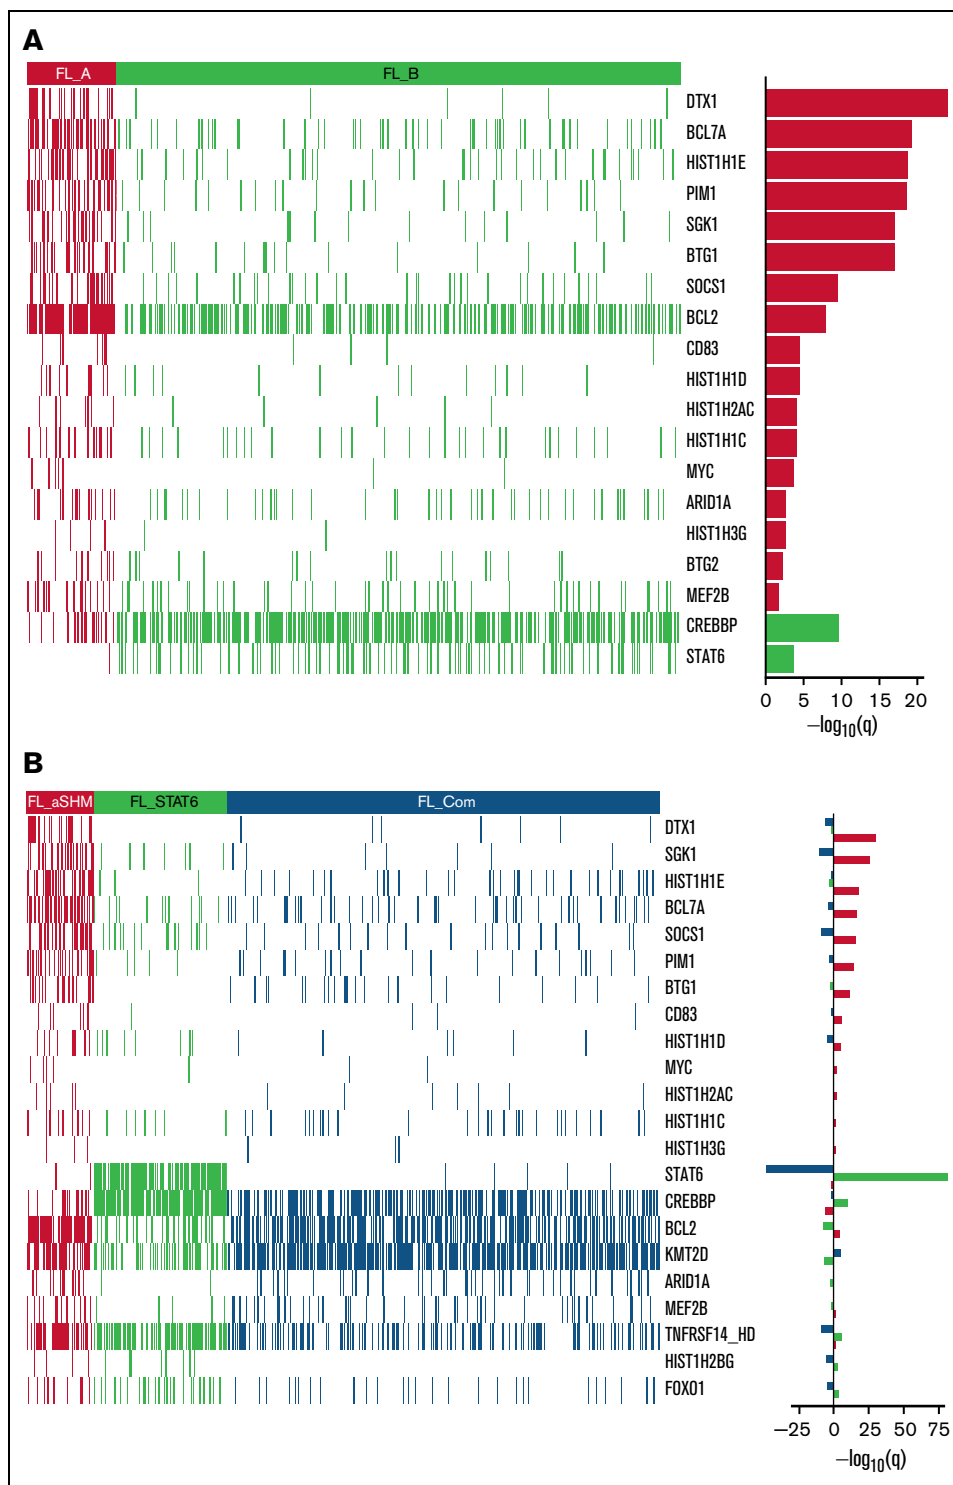 A
FL_A FL_B
DTX1
BCL7A
HIST1H1E
PIM1
SGK1
BTG1
SOCS1
BCL2
CD83
HIST1H1D
HIST1H2AC
HIST1H1C
MYC
ARID1A
HIST1H3G
BTG2
MEF2B
CREBBP
STAT6
0 5 10 15 20
−log10(q)
B
FL_aSHM FL_STAT6 FL_Com
DTX1
SGK1
HIST1H1E
BCL7A
SOCS1
PIM1
BTG1
CD83
HIST1H1D
MYC
HIST1H2AC
HIST1H1C
HIST1H3G
STAT6
CREBBP
BCL2
KMT2D
ARID1A
MEF2B
TNFRSF14_HD
HIST1H2BG
FOXO1
−25 0 25 50 75
−log10(q)